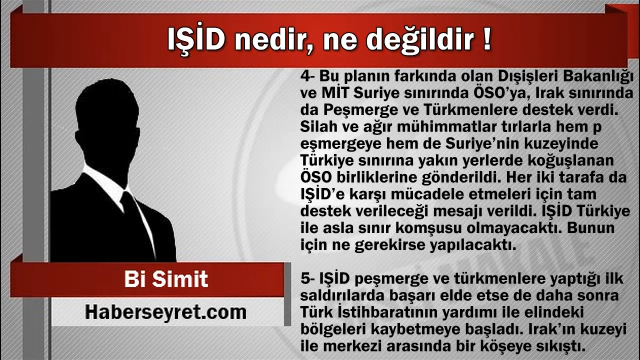 IŞİD nedir, ne değildir !
4- Bu planın farkında olan Dışişleri Bakanlığı
ve MİT Suriye sınırında ÖSO'ya, Irak sınırında
da Peşmerge ve Türkmenlere destek verdi.
Silah ve ağır mühimmatlar tırlarla hem p
eşmergeye hem de Suriye'nin kuzeyinde
Türkiye sınırına yakın yerlerde koğuşlanan
ÖSO birliklerine gönderildi. Her iki tarafa da
IŞİD'e karşı mücadele etmeleri için tam
destek verileceği mesajı verildi. IŞİD Türkiye
ile asla sınır komşusu olmayacaktı. Bunun
için ne gerekirse yapılacaktı.
5- IŞİD peşmerge ve türkmenlere yaptığı ilk
saldırılarda başarı elde etse de daha sonra
Türk İstihbaratının yardımı ile elindeki
bölgeleri kaybetmeye başladı. Irak'ın kuzeyi
ile merkezi arasında bir köşeye sıkıştı.
Bi Simit
Haberseyret.com